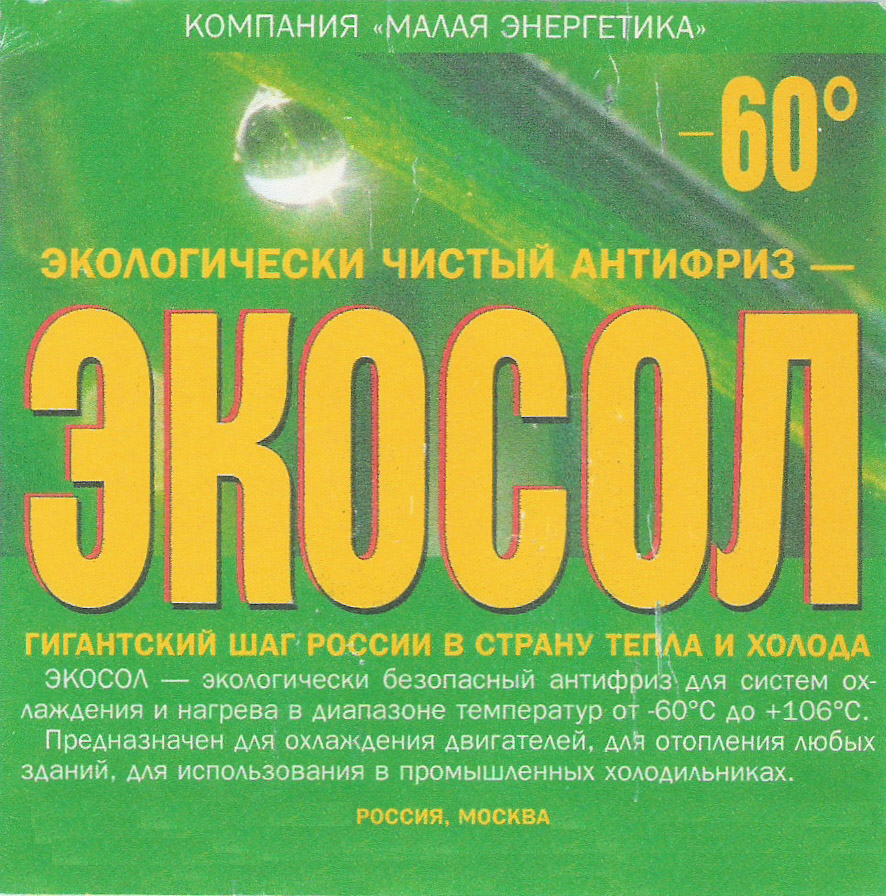 КОМПАНИЯ «МАЛАЯ ЭНЕРГЕТИКА»
–60°
ЭКОЛОГИЧЕСКИ ЧИСТЫЙ АНТИФРИЗ —
ЭКОСОЛ
ГИГАНТСКИЙ ШАГ РОССИИ В СТРАНУ ТЕПЛА И ХОЛОДА
ЭКОСОЛ — экологически безопасный антифриз для систем ох-
лаждения и нагрева в диапазоне температур от -60°С до +106°С.
Предназначен для охлаждения двигателей, для отопления любых
зданий, для использования в промышленных холодильниках.
РОССИЯ, МОСКВА